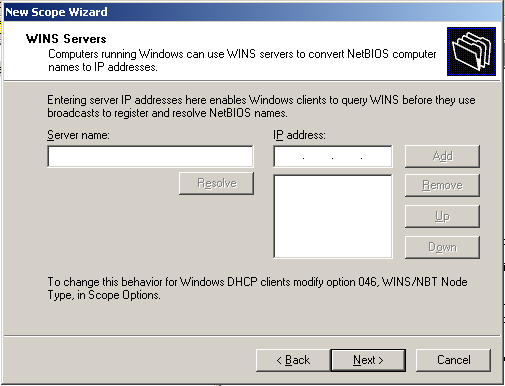 New Scope Wizard
WINS Servers
Computers running Windows can use WINS servers to convert NetBIOS computer
names to IP addresses.
Entering server IP addresses here enables Windows clients to query WINS before they use
broadcasts to register and resolve NetBIOS names.
Server name:
IP address:
. . .
Add
Resolve
Remove
Up
Down
To change this behavior for Windows DHCP clients modify option 046, WINS/NBT Node
Type, in Scope Options.
< Back
Next >
Cancel